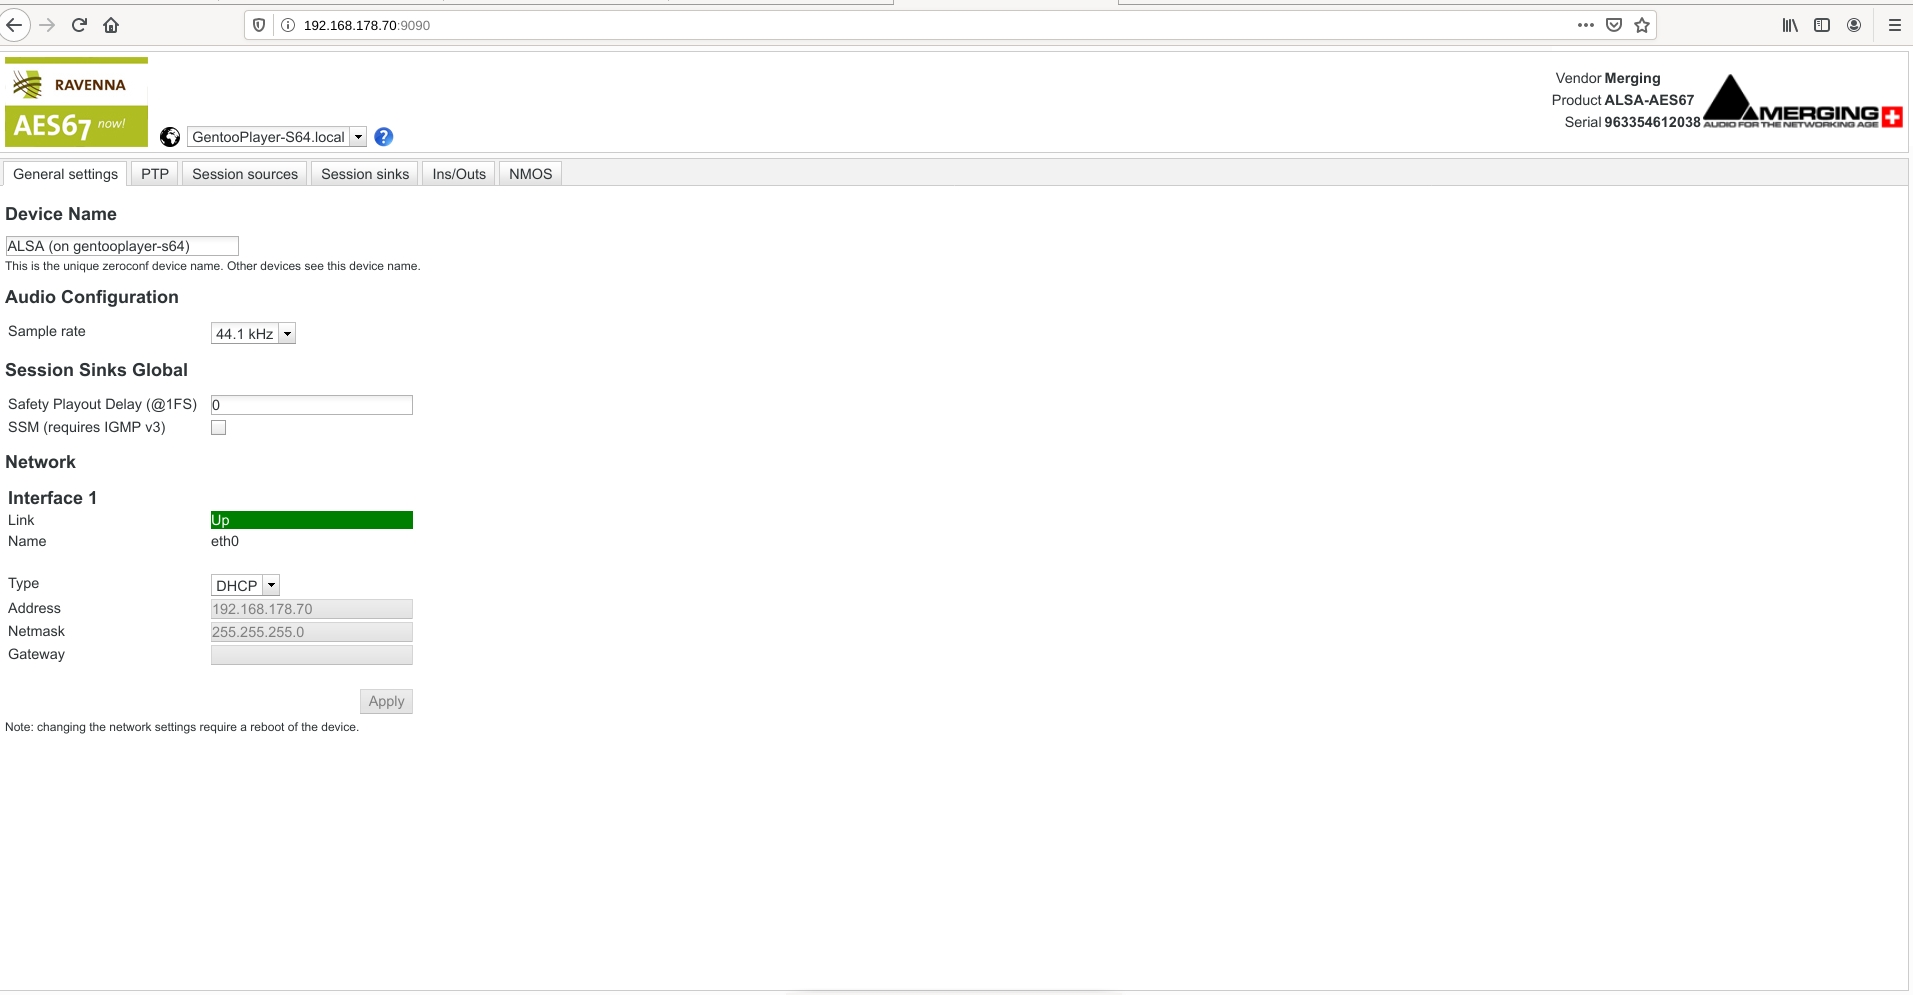 192.168.178.70:9090
RAVENNA
AES67 now!
GentooPlayer-S64.local
?
Vendor Merging
Product ALSA-AES67
Serial 963354612038
MERGING
AUDIO FOR THE NETWORKING AGE
General settings
PTP
Session sources
Session sinks
Ins/Outs
NMOS
Device Name
ALSA (on gentooplayer-s64)
This is the unique zeroconf device name. Other devices see this device name.
Audio Configuration
Sample rate 44.1 kHz
Session Sinks Global
Safety Playout Delay (@1FS) 0
SSM (requires IGMP v3)
Network
Interface 1
Link Up
Name eth0
Type DHCP
Address 192.168.178.70
Netmask 255.255.255.0
Gateway
Apply
Note: changing the network settings require a reboot of the device.